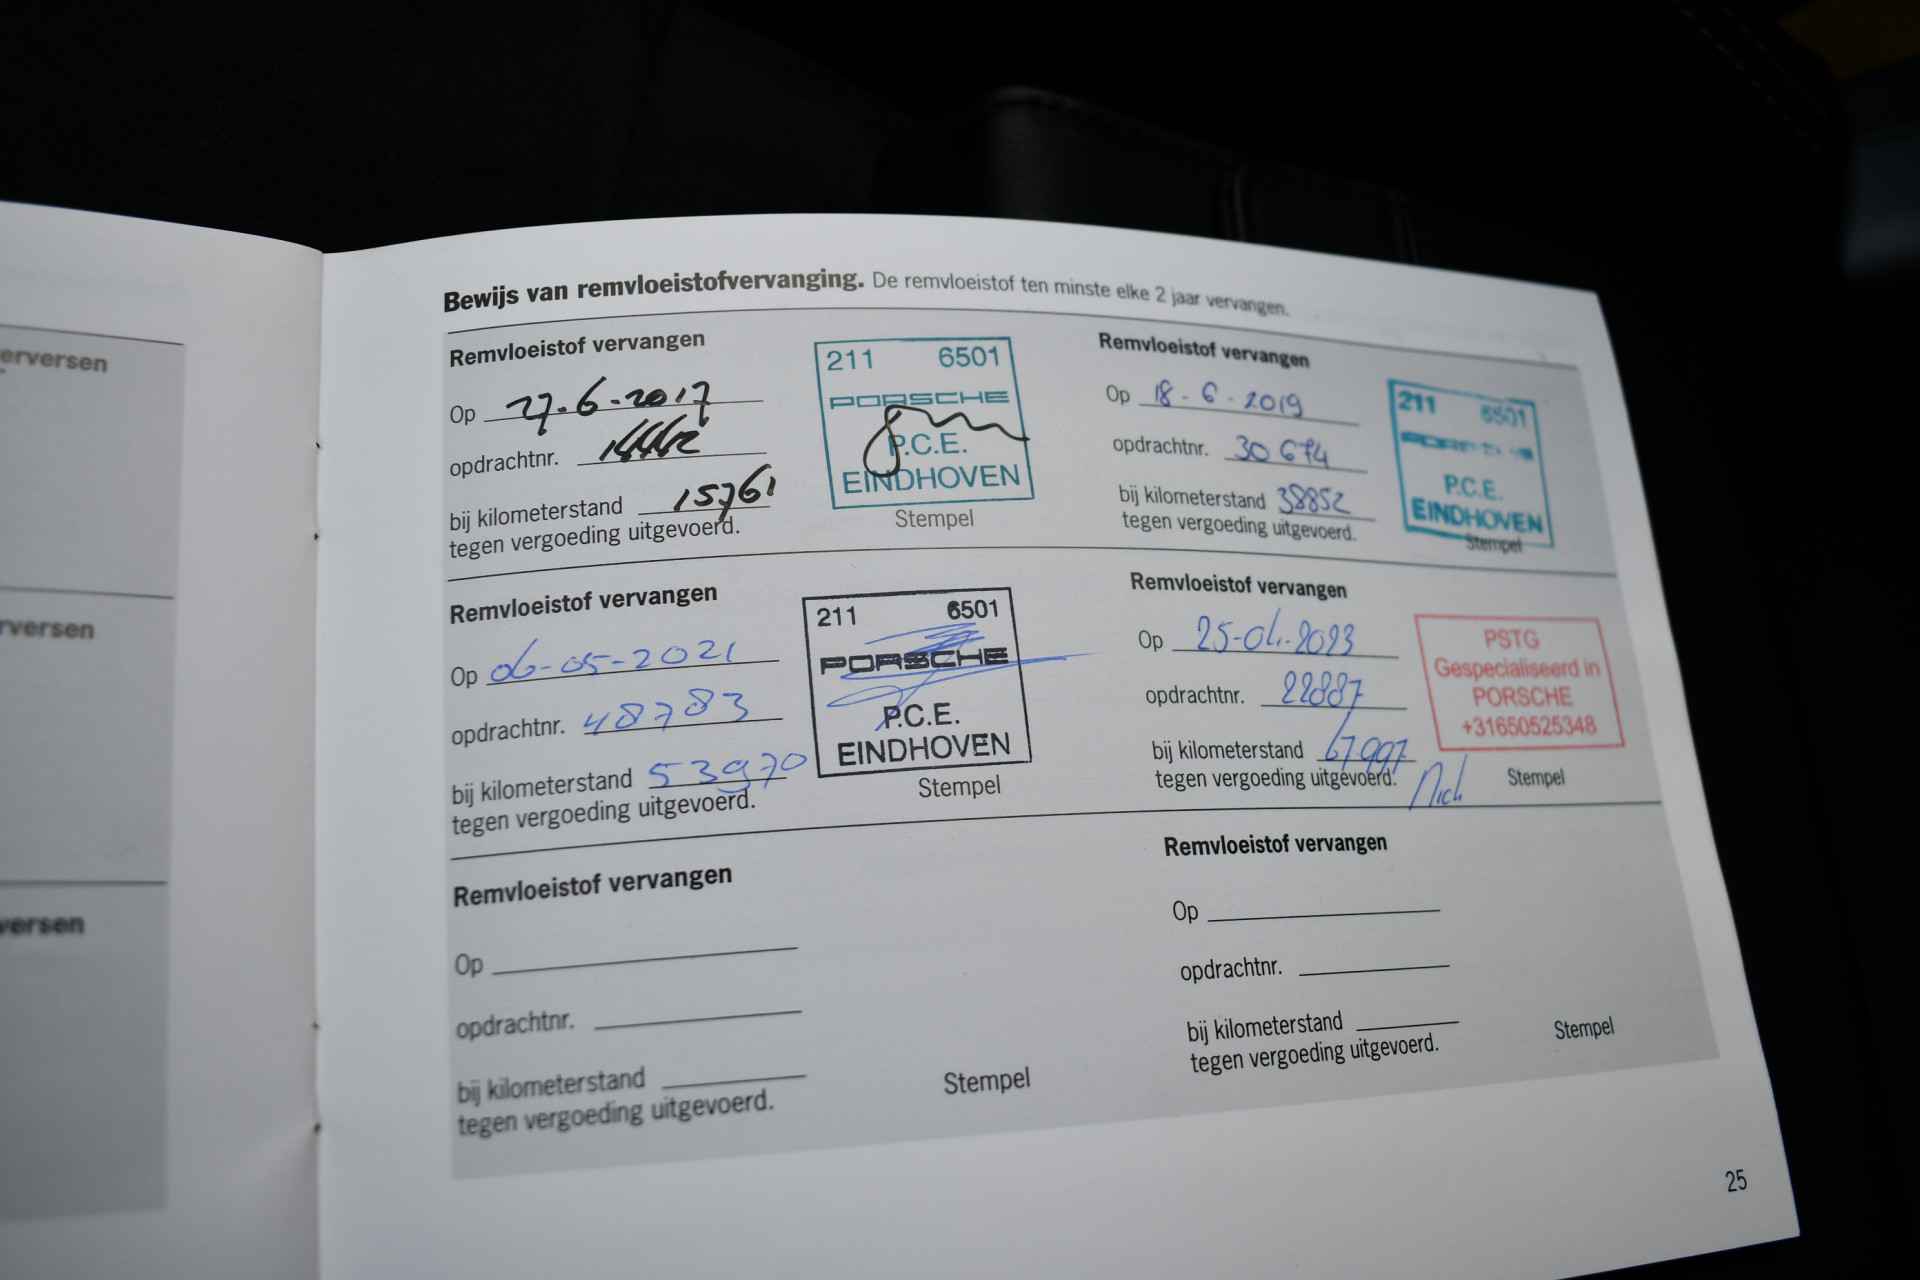 erversen
rversen
versen
Bewijs van remvloeistofvervanging. De remvloeistof ten minste elke 2 jaar vervangen.
Remvloeistof vervangen
Op 27-6-2017
opdrachtnr.
bij kilometerstand 15761
tegen vergoeding uitgevoerd.
211 6501
PORSCHE
P.C.E.
EINDHOVEN
Stempel
Remvloeistof vervangen
Op 18-6-2019
opdrachtnr. 30674
bij kilometerstand 38852
tegen vergoeding uitgevoerd.
211 6501
PORSCHE
P.C.E.
EINDHOVEN
Stempel
Remvloeistof vervangen
Op 06-05-2021
opdrachtnr. 48783
bij kilometerstand 53970
tegen vergoeding uitgevoerd.
211 6501
PORSCHE
P.C.E.
EINDHOVEN
Stempel
Remvloeistof vervangen
Op 25-04-2023
opdrachtnr. 22887
bij kilometerstand 67997
tegen vergoeding uitgevoerd.
PSTG
Gespecialiseerd in
PORSCHE
+31650525348
Stempel
Remvloeistof vervangen
Op
opdrachtnr.
bij kilometerstand
tegen vergoeding uitgevoerd.
Stempel
Remvloeistof vervangen
Op
opdrachtnr.
bij kilometerstand
tegen vergoeding uitgevoerd.
Stempel
25